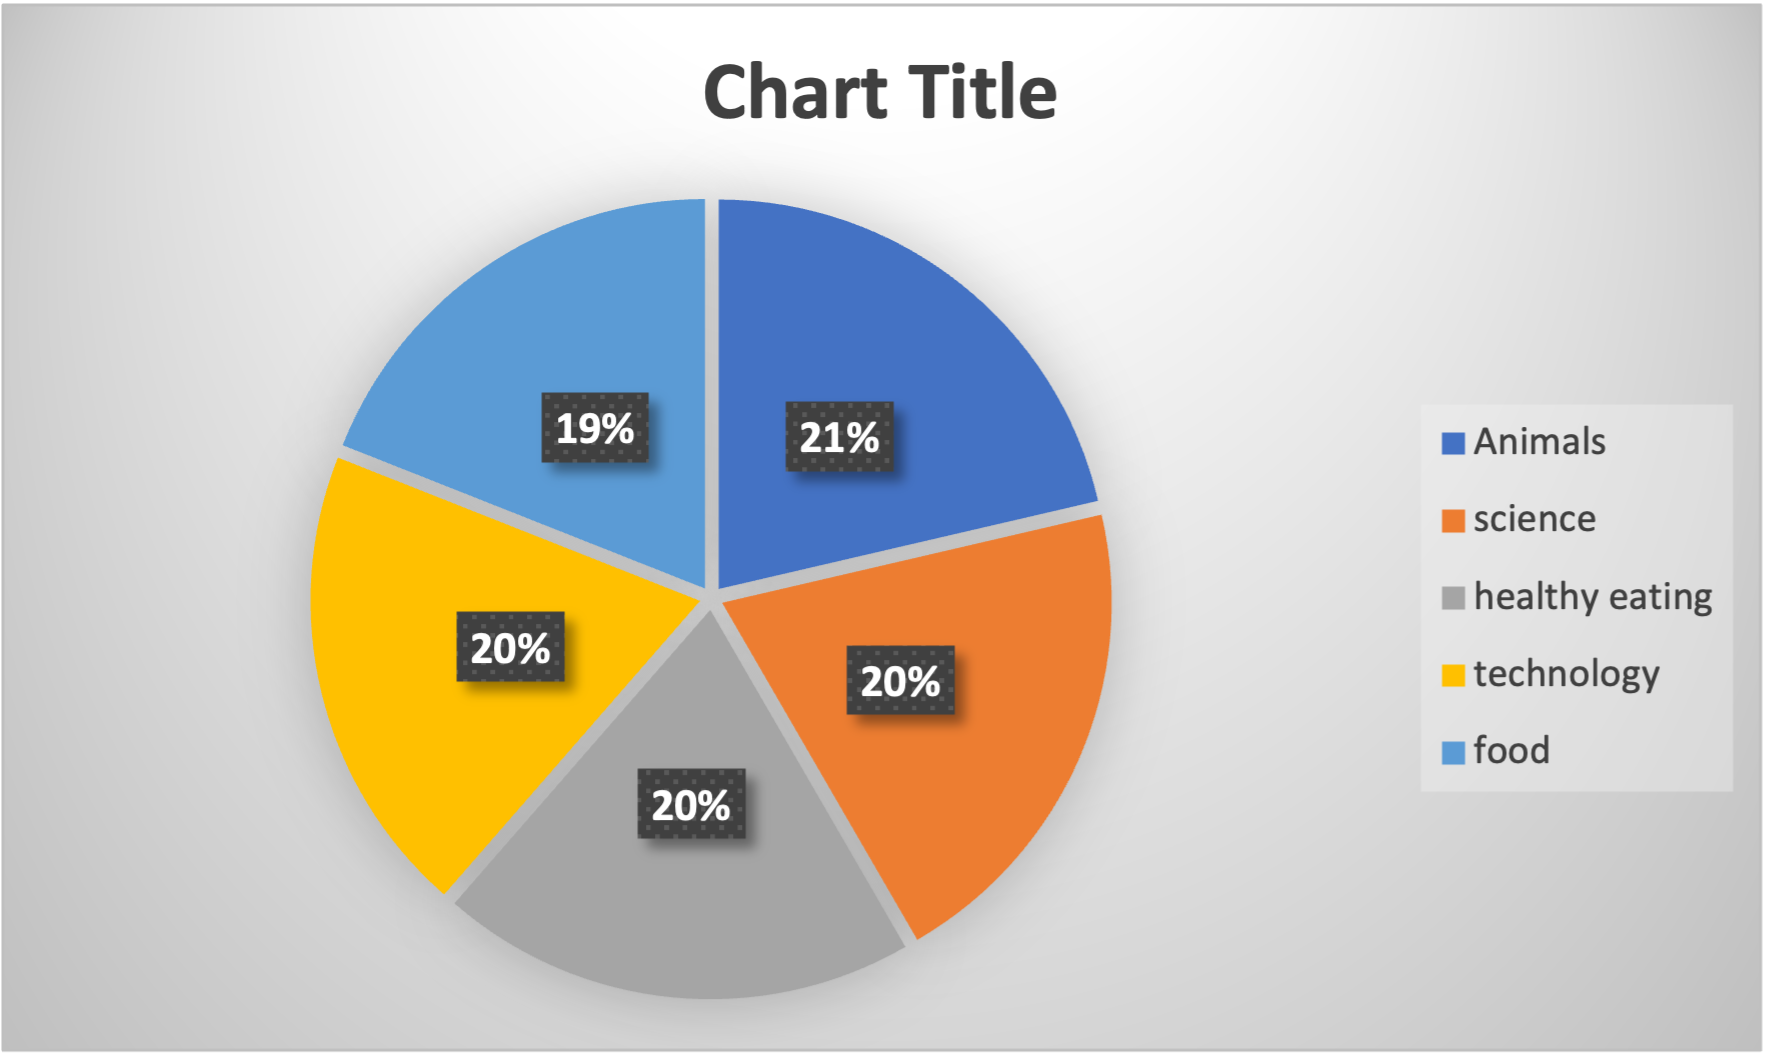 Chart Title
19%
21%
20%
20%
20%
Animals
science
healthy eating
technology
food